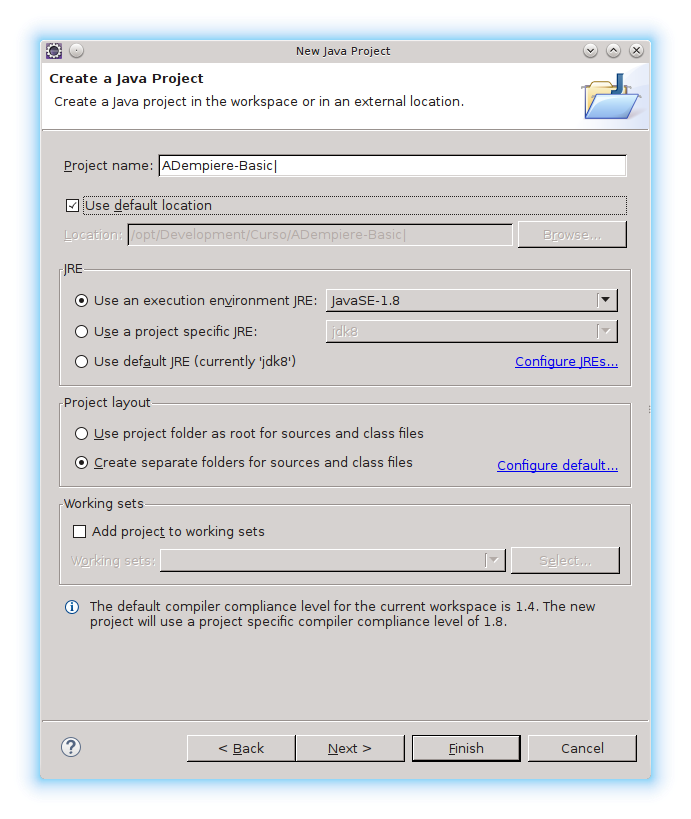 New Java Project
Create a Java Project
Create a Java project in the workspace or in an external location.
Project name: ADempiere-Basic
Use default location
Location: /opt/Development/Curso/ADempiere-Basic
Browse...
JRE
Use an execution environment JRE: JavaSE-1.8
Use a project specific JRE: jdk8
Use default JRE (currently 'jdk8') Configure JREs...
Project layout
Use project folder as root for sources and class files
Create separate folders for sources and class files Configure default...
Working sets
Add project to working sets
Working sets: Select...
The default compiler compliance level for the current workspace is 1.4. The new
project will use a project specific compiler compliance level of 1.8.
? < Back Next > Finish Cancel